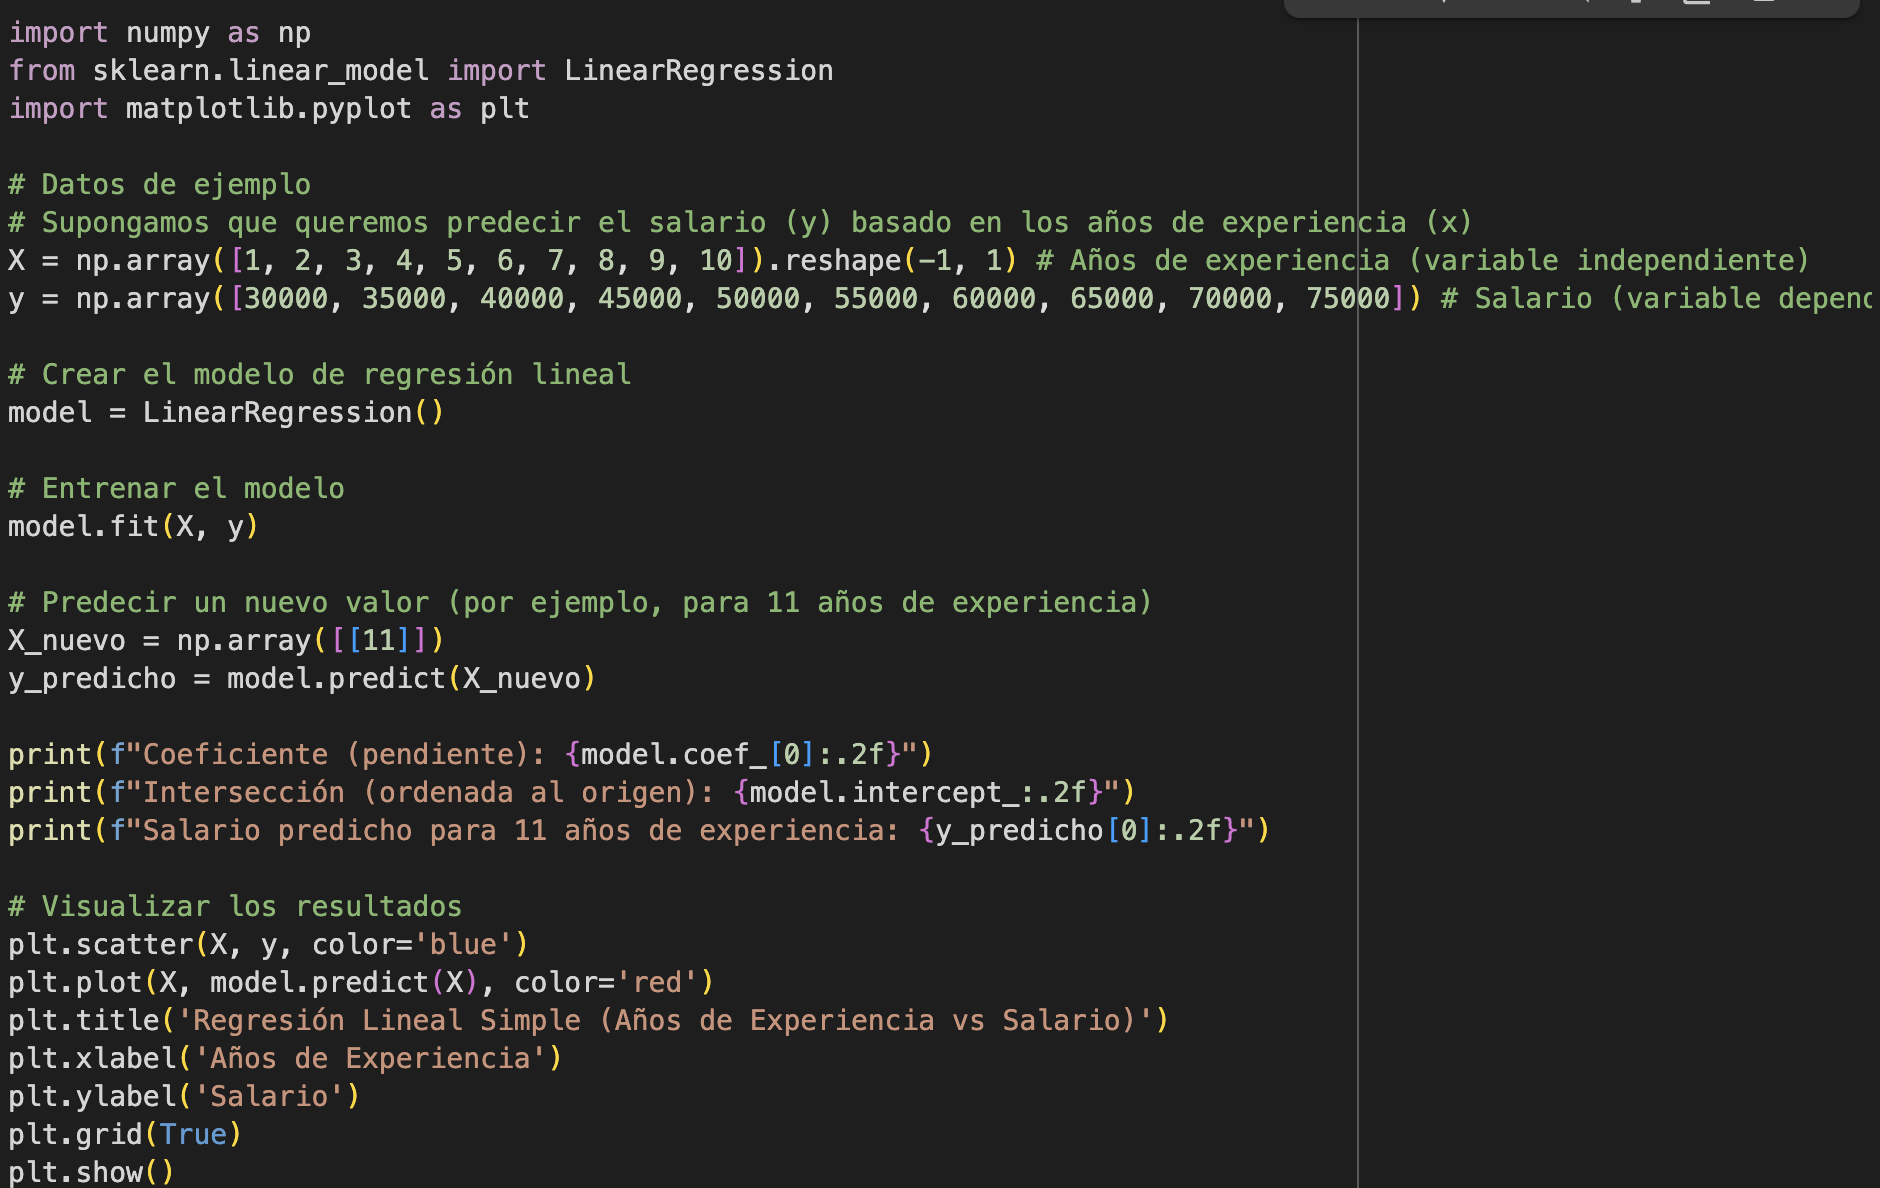 import numpy as np
from sklearn.linear_model import LinearRegression
import matplotlib.pyplot as plt

# Datos de ejemplo
# Supongamos que queremos predecir el salario (y) basado en los años de experiencia (x)
X = np.array([1, 2, 3, 4, 5, 6, 7, 8, 9, 10]).reshape(-1, 1) # Años de experiencia (variable independiente)
y = np.array([30000, 35000, 40000, 45000, 50000, 55000, 60000, 65000, 70000, 75000]) # Salario (variable depend

# Crear el modelo de regresión lineal
model = LinearRegression()

# Entrenar el modelo
model.fit(X, y)

# Predecir un nuevo valor (por ejemplo, para 11 años de experiencia)
X_nuevo = np.array([[11]])
y_predicho = model.predict(X_nuevo)

print(f"Coeficiente (pendiente): {model.coef_[0]:.2f}")
print(f"Intersección (ordenada al origen): {model.intercept_:.2f}")
print(f"Salario predicho para 11 años de experiencia: {y_predicho[0]:.2f}")

# Visualizar los resultados
plt.scatter(X, y, color='blue')
plt.plot(X, model.predict(X), color='red')
plt.title('Regresión Lineal Simple (Años de Experiencia vs Salario)')
plt.xlabel('Años de Experiencia')
plt.ylabel('Salario')
plt.grid(True)
plt.show()